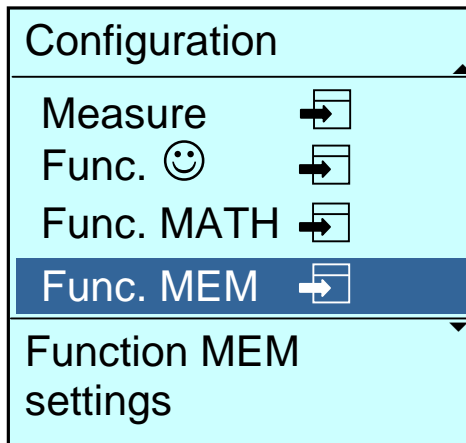 Configuration
Measure
Func. ☺
Func. MATH
Func. MEM
Function MEM
settings